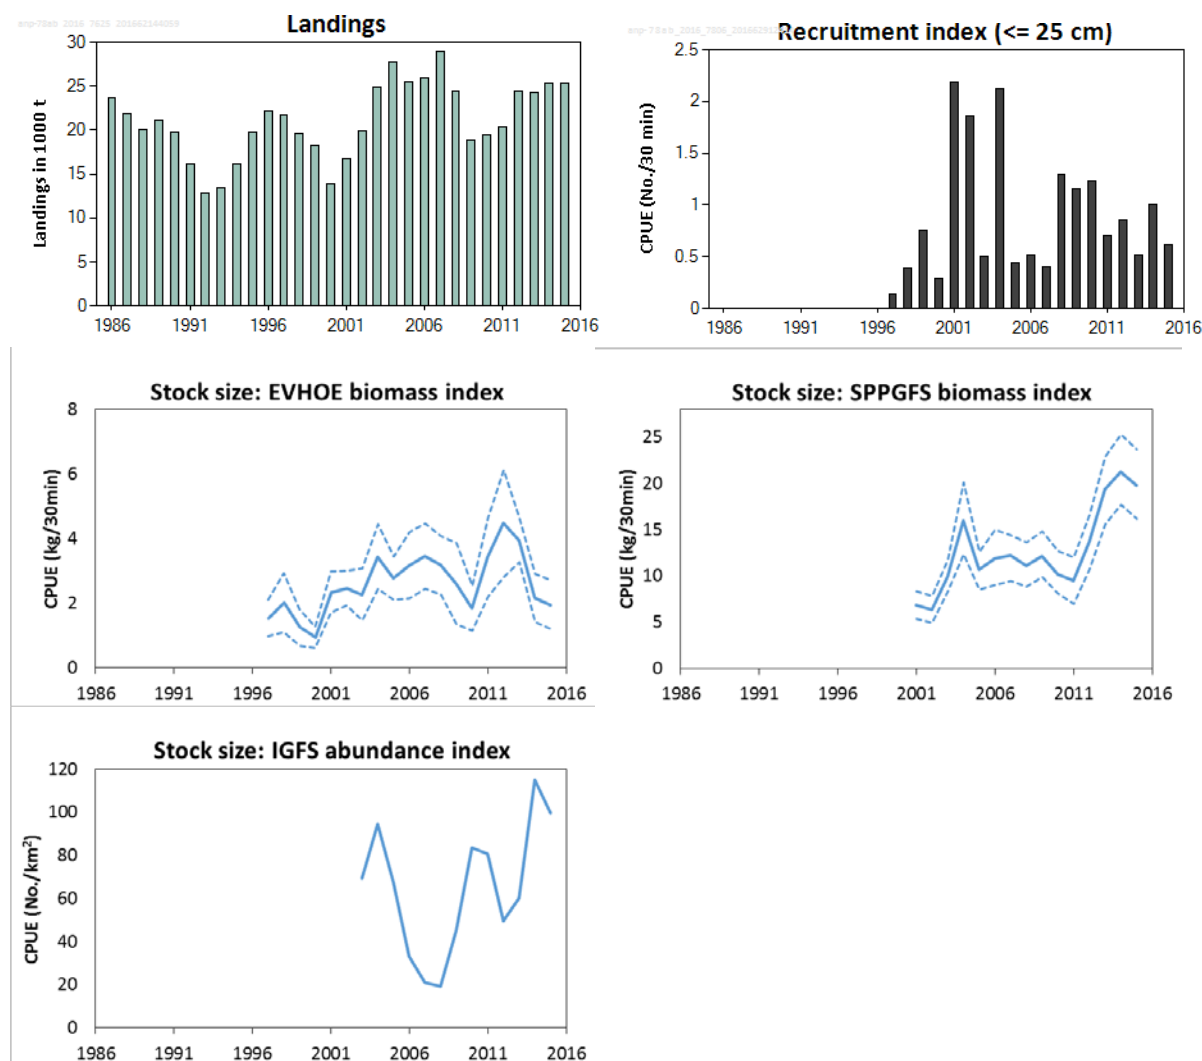 anp-78ab_2016_7625_201662144059
Landings
30
25
20
15
10
5
0
Landings in 1000 t
1986 1991 1996 2001 2006 2011 2016
Recruitment index (<= 25 cm)
2.5
2
1.5
1
0.5
0
CPUE (No./30 min)
1986 1991 1996 2001 2006 2011 2016
Stock size: EVHOE biomass index
8
6
4
2
0
CPUE (kg/30min)
1986 1991 1996 2001 2006 2011 2016
Stock size: SPPGFS biomass index
25
20
15
10
5
0
CPUE (kg/30min)
1986 1991 1996 2001 2006 2011 2016
Stock size: IGFS abundance index
120
100
80
60
40
20
0
CPUE (No./km²)
1986 1991 1996 2001 2006 2011 2016